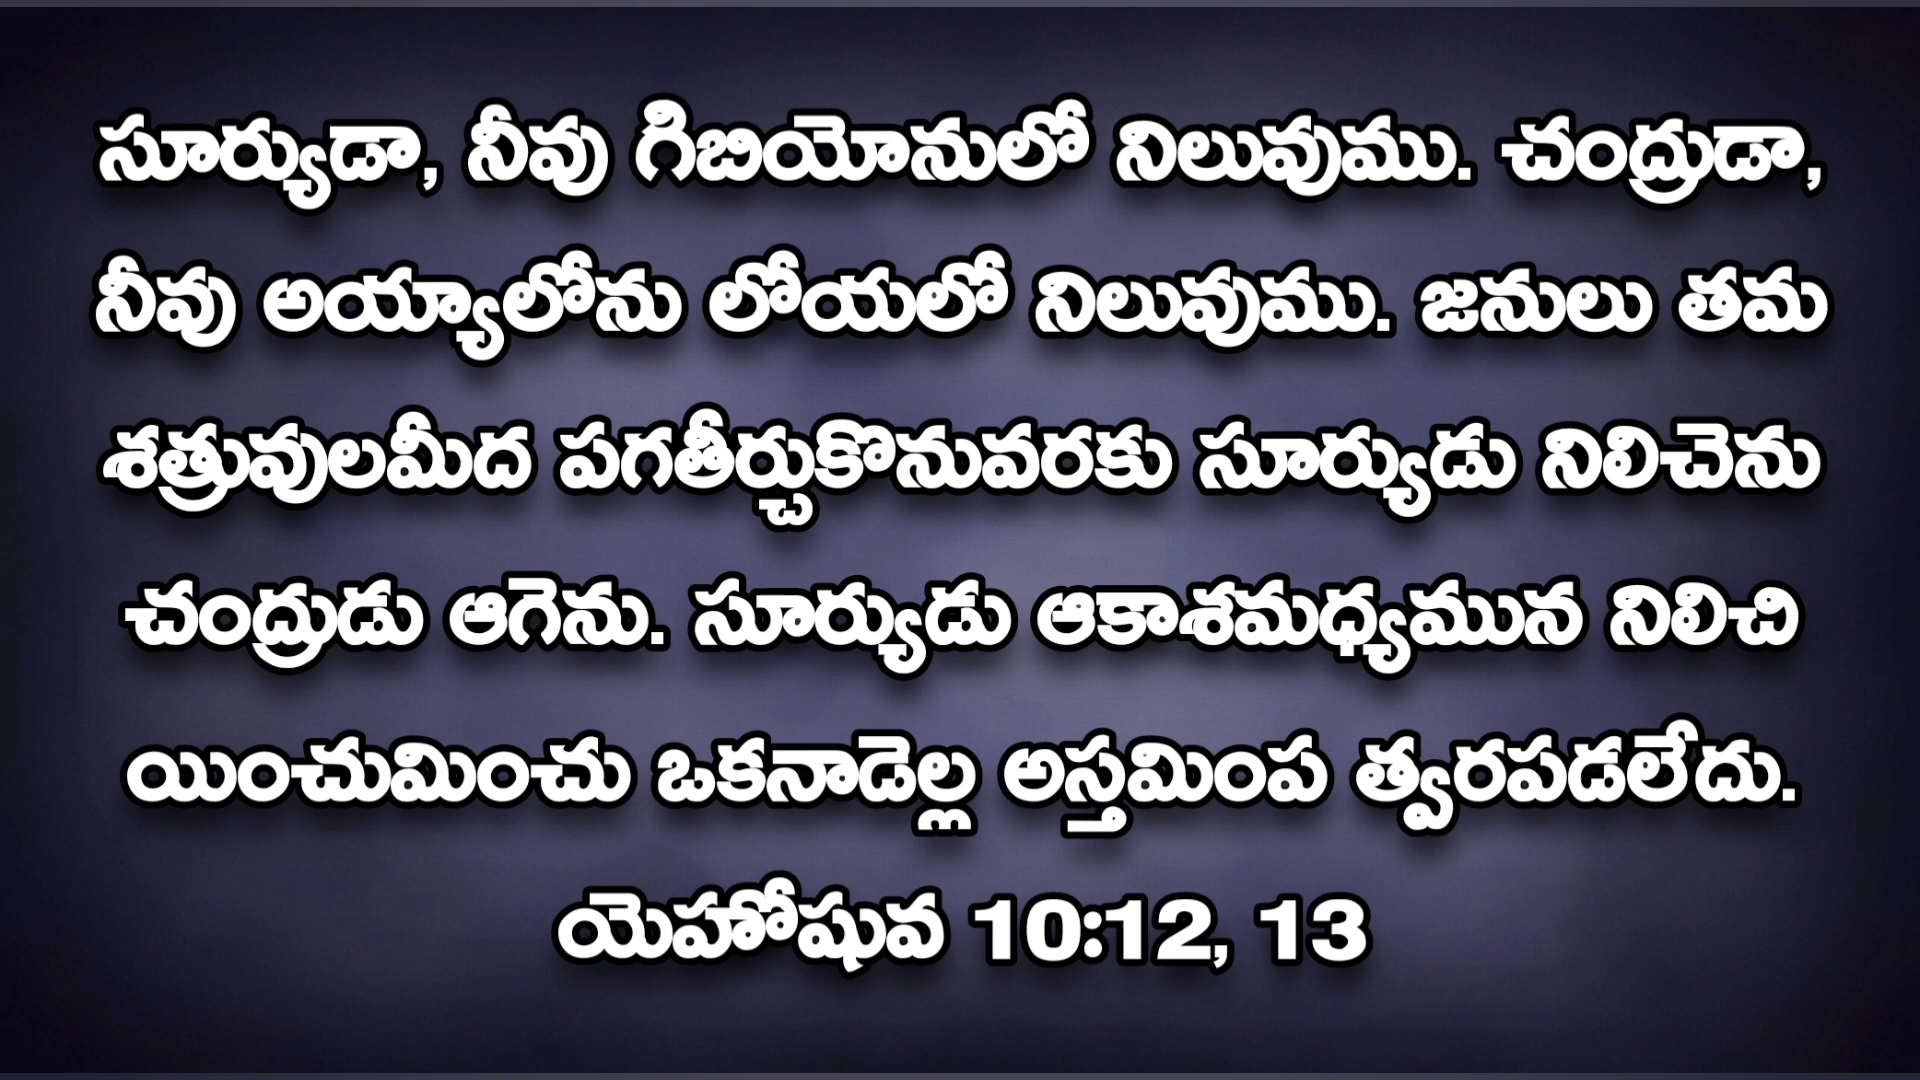 సూర్యుడా, నీవు గిబియోనులో నిలువుము. చంద్రుడా,
నీవు అయ్యాలోను లోయలో నిలువుము. జనులు తమ
శత్రువులమీద పగతీర్చుకొనువరకు సూర్యుడు నిలిచెను
చంద్రుడు ఆగెను. సూర్యుడు ఆకాశమధ్యమున నిలిచి
యించుమించు ఒకనాడెల్ల అస్తమింప త్వరపడలేదు.
యెహోషువ 10:12, 13